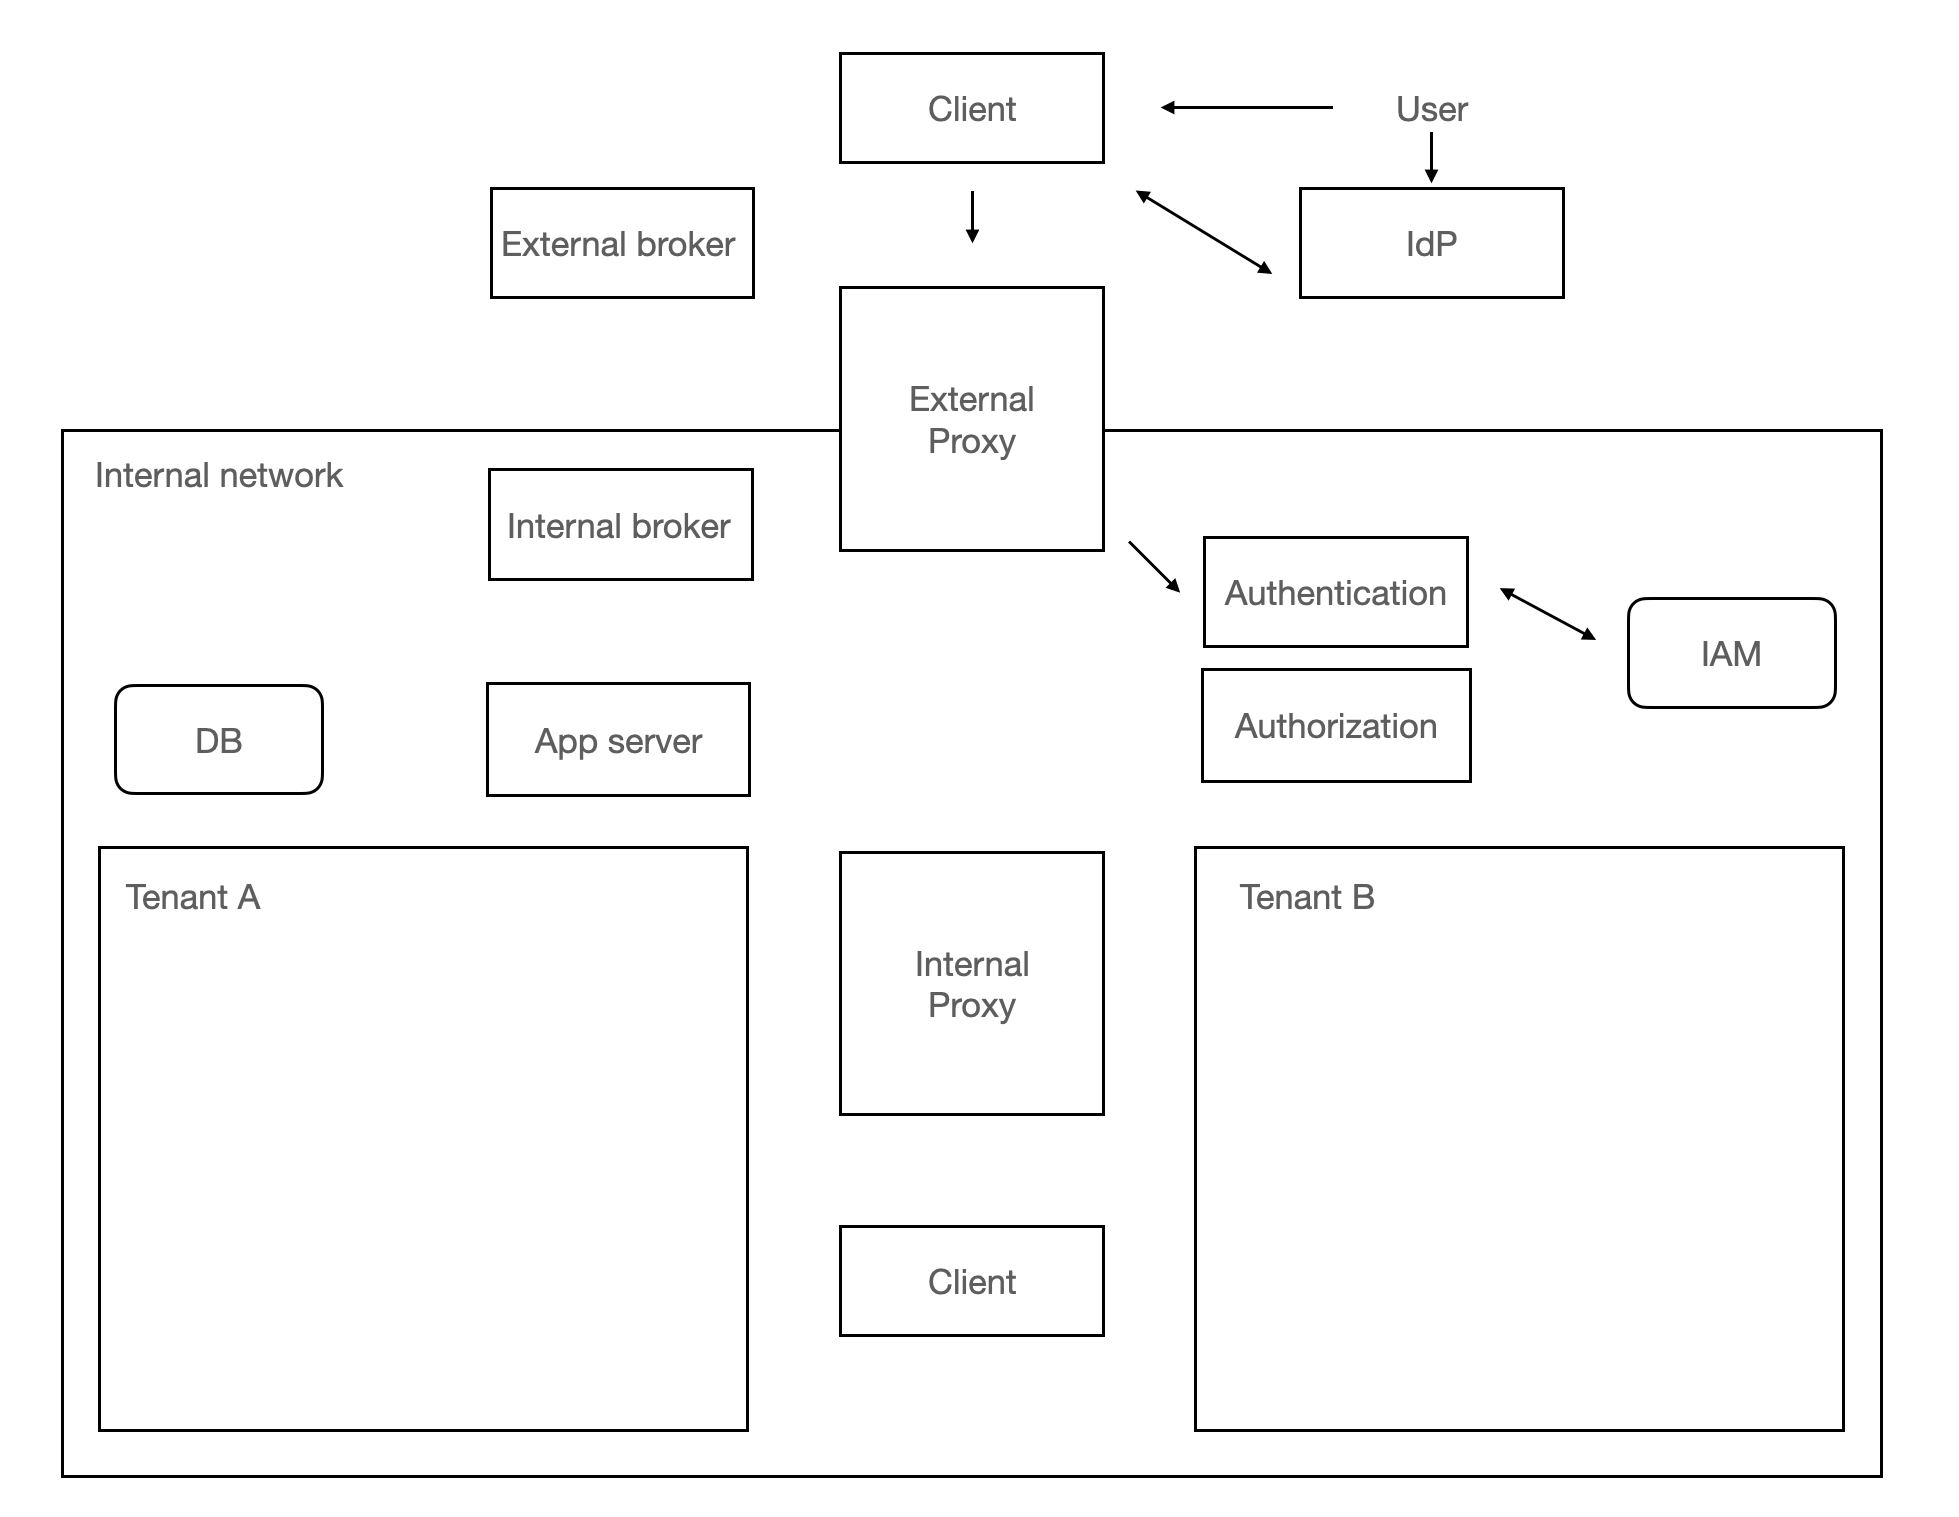 Client
User
External broker
IdP
External
Proxy
Internal network
Internal broker
Authentication
IAM
Authorization
DB
App server
Tenant A
Tenant B
Internal
Proxy
Client